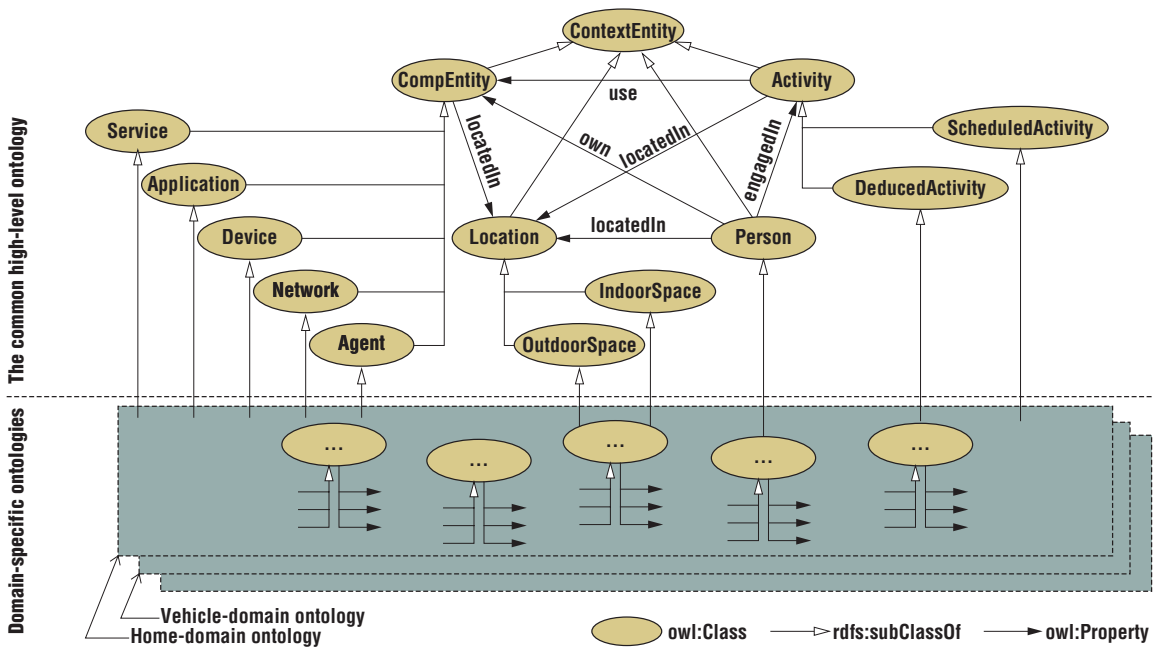 ContextEntity
CompEntity
Activity
use
Service
ScheduledActivity
locatedIn
own
locatedIn
engagedIn
Application
DeducedActivity
Device
Location
locatedIn
Person
Network
IndoorSpace
Agent
OutdoorSpace
The common high-level ontology
Domain-specific ontologies
...
...
...
...
...
Vehicle-domain ontology
Home-domain ontology
owl:Class
rdfs:subClassOf
owl:Property